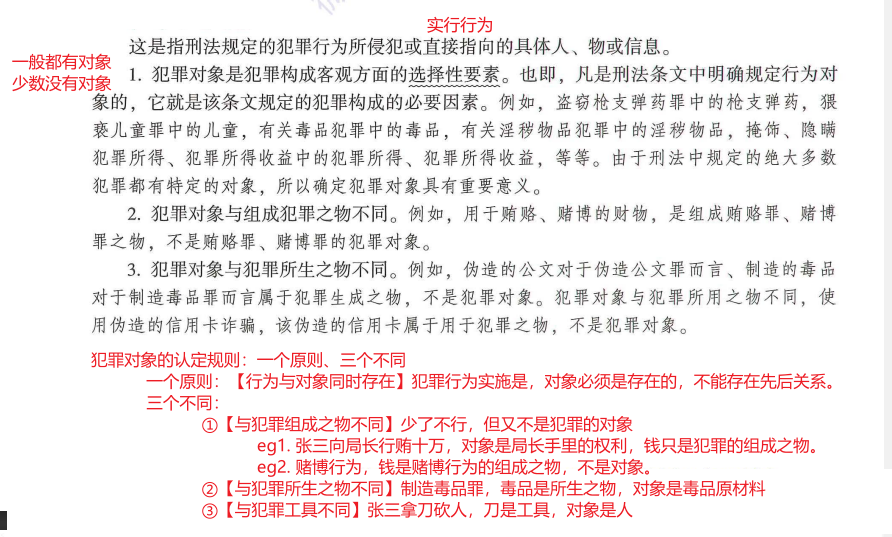 实行行为
这是指刑法规定的犯罪行为所侵犯或直接指向的具体人、物或信息。
一般都有对象
少数没有对象
1. 犯罪对象是犯罪构成客观方面的选择性要素。也即，凡是刑法条文中明确规定行为对
象的，它就是该条文规定的犯罪构成的必要因素。例如，盗窃枪支弹药罪中的枪支弹药，猥
亵儿童罪中的儿童，有关毒品犯罪中的毒品，有关淫秽物品犯罪中的淫秽物品，掩饰、隐瞒
犯罪所得、犯罪所得收益中的犯罪所得、犯罪所得收益，等等。由于刑法中规定的绝大多数
犯罪都有特定的对象，所以确定犯罪对象具有重要意义。
2. 犯罪对象与组成犯罪之物不同。例如，用于贿赂、赌博的财物，是组成贿赂罪、赌博
罪之物，不是贿赂罪、赌博罪的犯罪对象。
3. 犯罪对象与犯罪所生之物不同。例如，伪造的公文对于伪造公文罪而言、制造的毒品
对于制造毒品罪而言属于犯罪生成之物，不是犯罪对象。犯罪对象与犯罪所用之物不同，使
用伪造的信用卡诈骗，该伪造的信用卡属于用于犯罪之物，不是犯罪对象。
犯罪对象的认定规则：一个原则、三个不同
一个原则：【行为与对象同时存在】犯罪行为实施是，对象必须是存在的，不能存在先后关系。
三个不同：
①【与犯罪组成之物不同】少了不行，但又不是犯罪的对象
eg1. 张三向局长行贿十万，对象是局长手里的权利，钱只是犯罪的组成之物。
eg2. 赌博行为，钱是赌博行为的组成之物，不是对象。
②【与犯罪所生之物不同】制造毒品罪，毒品是所生之物，对象是毒品原材料
③【与犯罪工具不同】张三拿刀砍人，刀是工具，对象是人